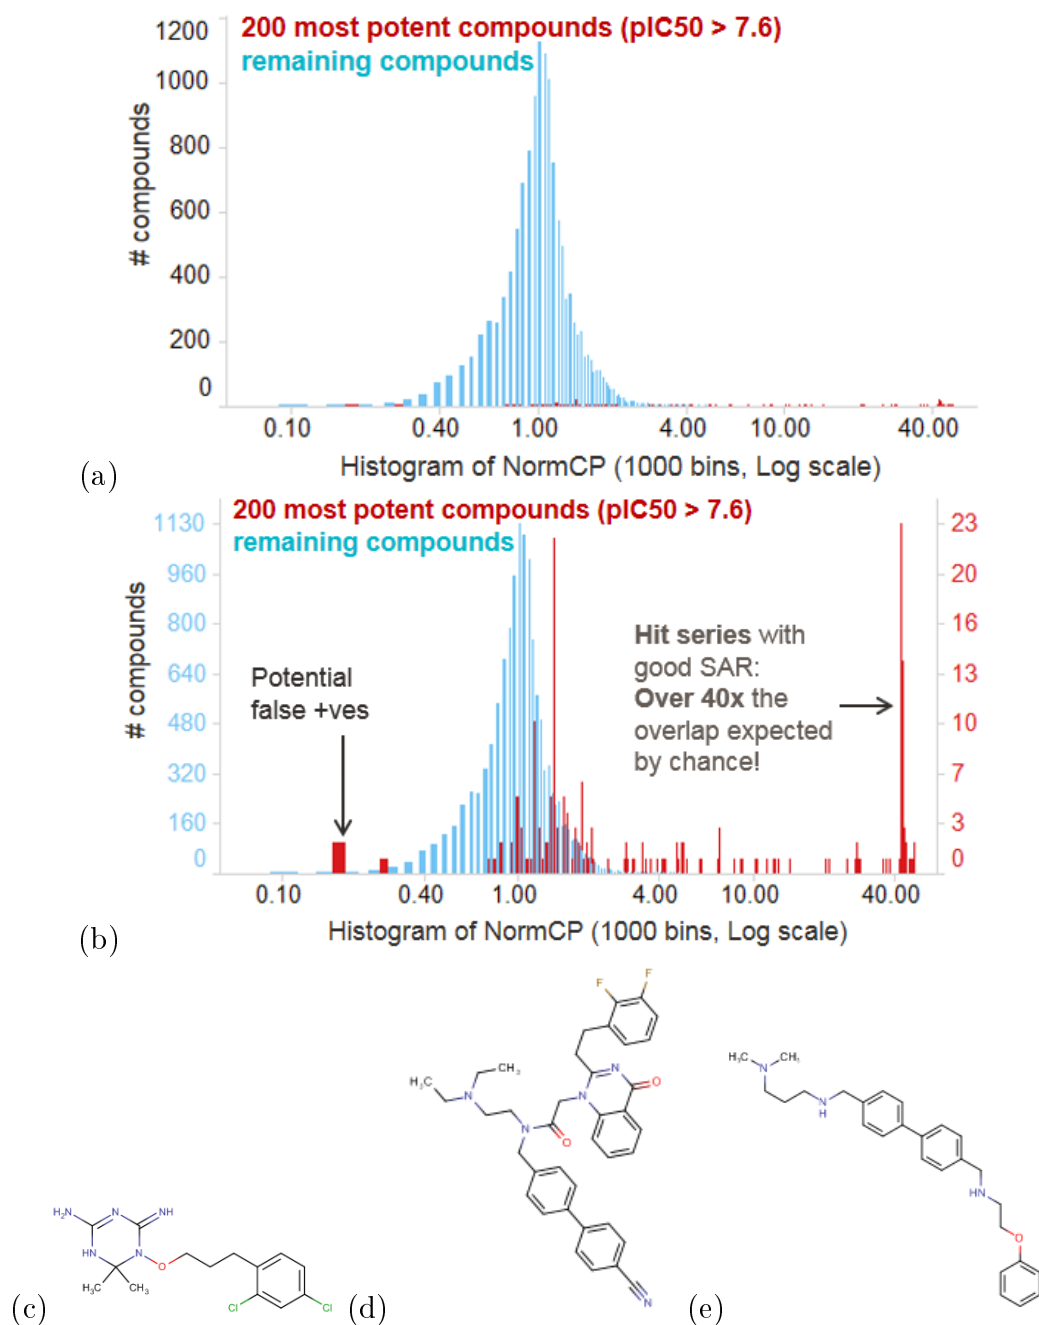 200 most potent compounds (pIC50 > 7.6)
remaining compounds
# compounds
1200
1000
800
600
400
200
0
0.10 0.40 1.00 4.00 10.00 40.00
Histogram of NormCP (1000 bins, Log scale)
(a)
200 most potent compounds (pIC50 > 7.6)
remaining compounds
# compounds
1130
960
800
640
480
320
160
0
23
20
16
13
10
7
3
0
Potential
false +ves
Hit series with
good SAR:
Over 40x the
overlap expected
by chance!
0.10 0.40 1.00 4.00 10.00 40.00
Histogram of NormCP (1000 bins, Log scale)
(b)
H₂N N NH
HN N
O
H₃C CH₃
Cl Cl
(c)
F F
H₃C CH₃
N N
N O
N O
N
(d)
H₃C CH₃
N
N
H
HN
O
(e)